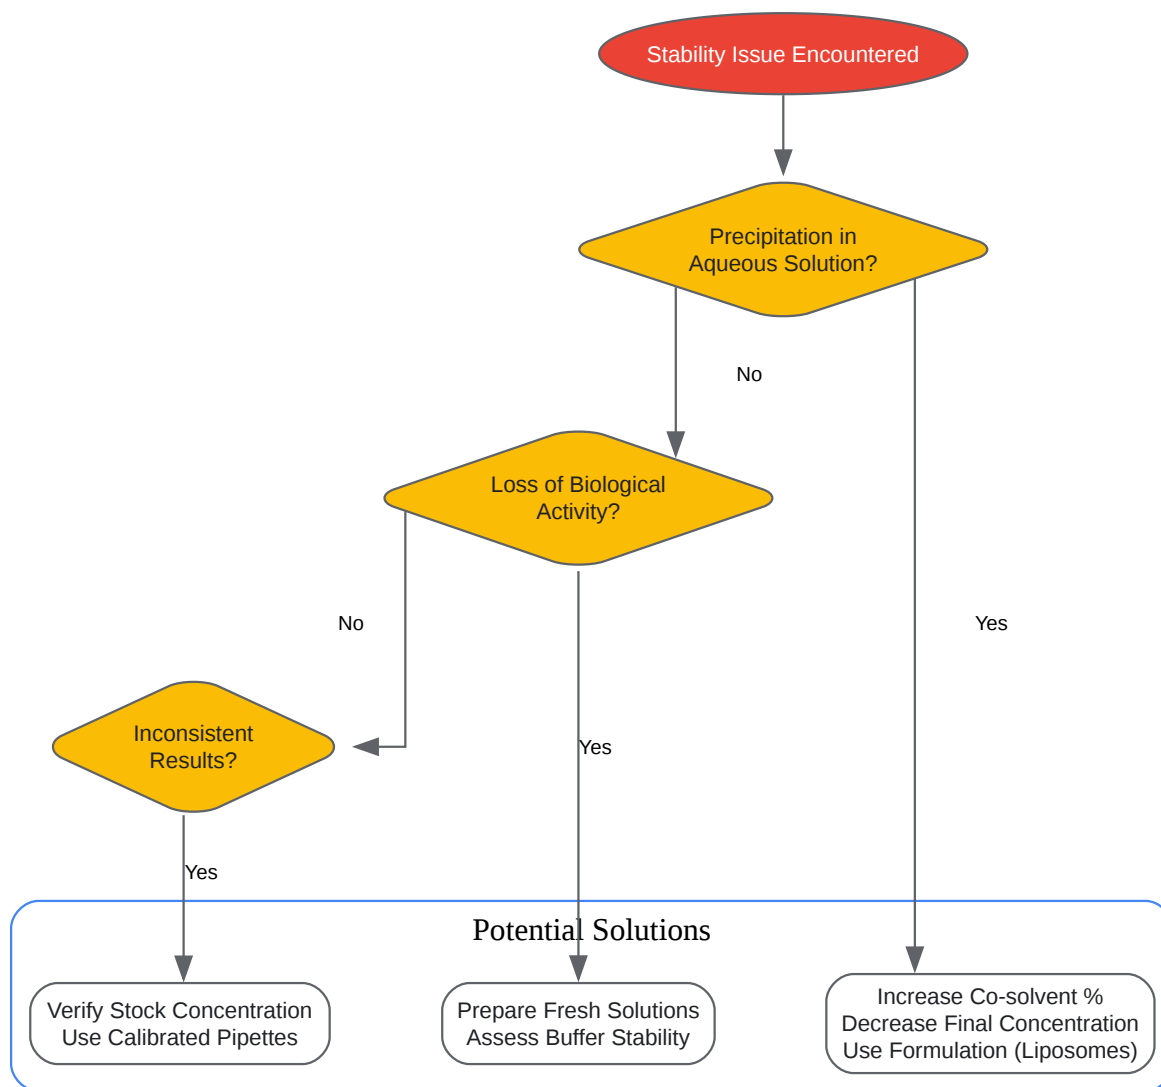 Stability Issue Encountered
Precipitation in
Aqueous Solution?
No
Loss of Biological
Activity?
No
Yes
Inconsistent
Results?
Yes
Yes
Potential Solutions
Verify Stock Concentration
Use Calibrated Pipettes
Prepare Fresh Solutions
Assess Buffer Stability
Increase Co-solvent %
Decrease Final Concentration
Use Formulation (Liposomes)